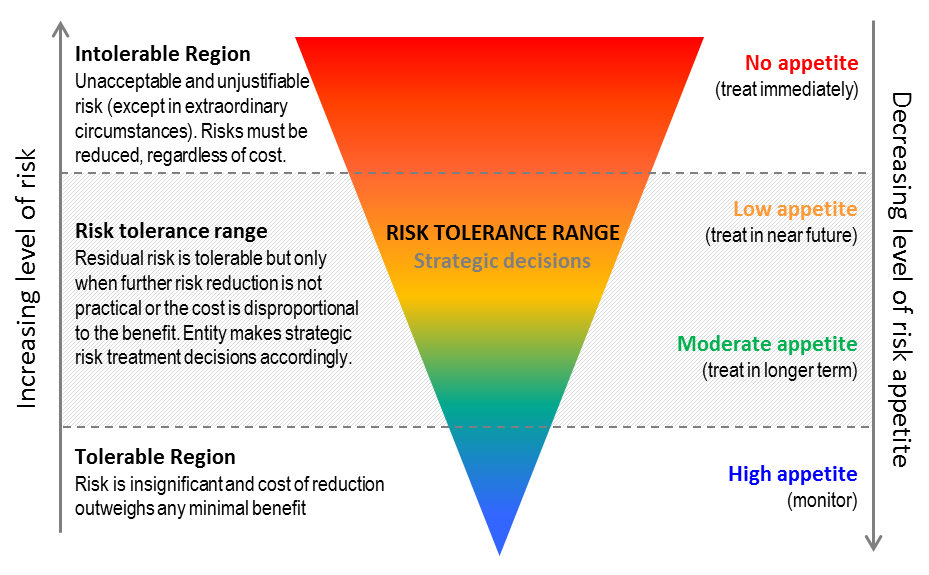 Increasing level of risk
Intolerable Region
Unacceptable and unjustifiable
risk (except in extraordinary
circumstances). Risks must be
reduced, regardless of cost.
Risk tolerance range
Residual risk is tolerable but only
when further risk reduction is not
practical or the cost is disproportional
to the benefit. Entity makes strategic
risk treatment decisions accordingly.
Tolerable Region
Risk is insignificant and cost of reduction
outweighs any minimal benefit
RISK TOLERANCE RANGE
Strategic decisions
No appetite
(treat immediately)
Low appetite
(treat in near future)
Moderate appetite
(treat in longer term)
High appetite
(monitor)
Decreasing level of risk appetite